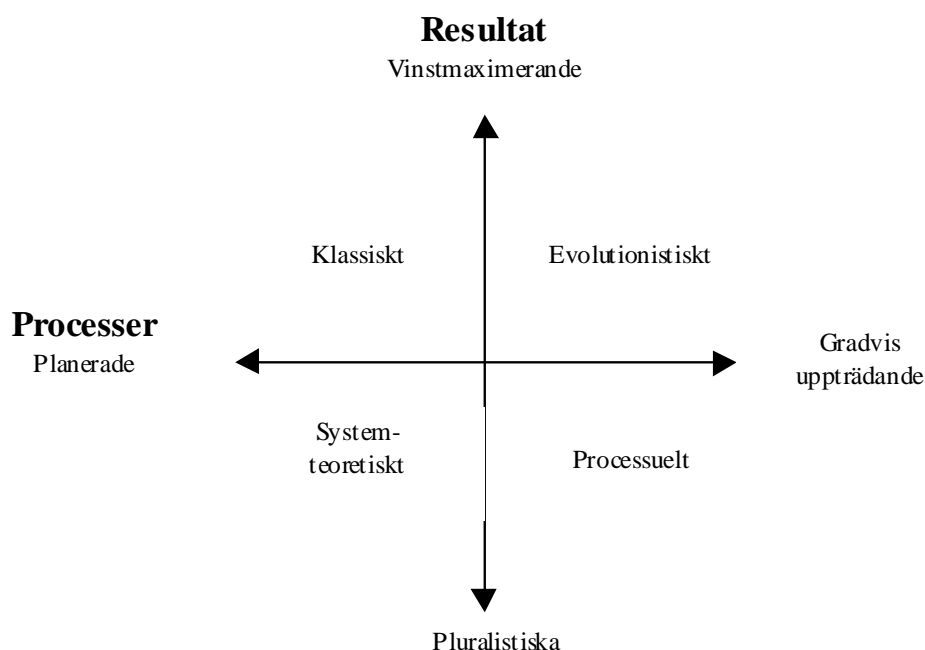 Resultat
Vinstmaximerande
Klassiskt
Evolutionistiskt
Processer
Planerade
Gradvis
uppträdande
System-
teoretiskt
Processuelt
Pluralistiska